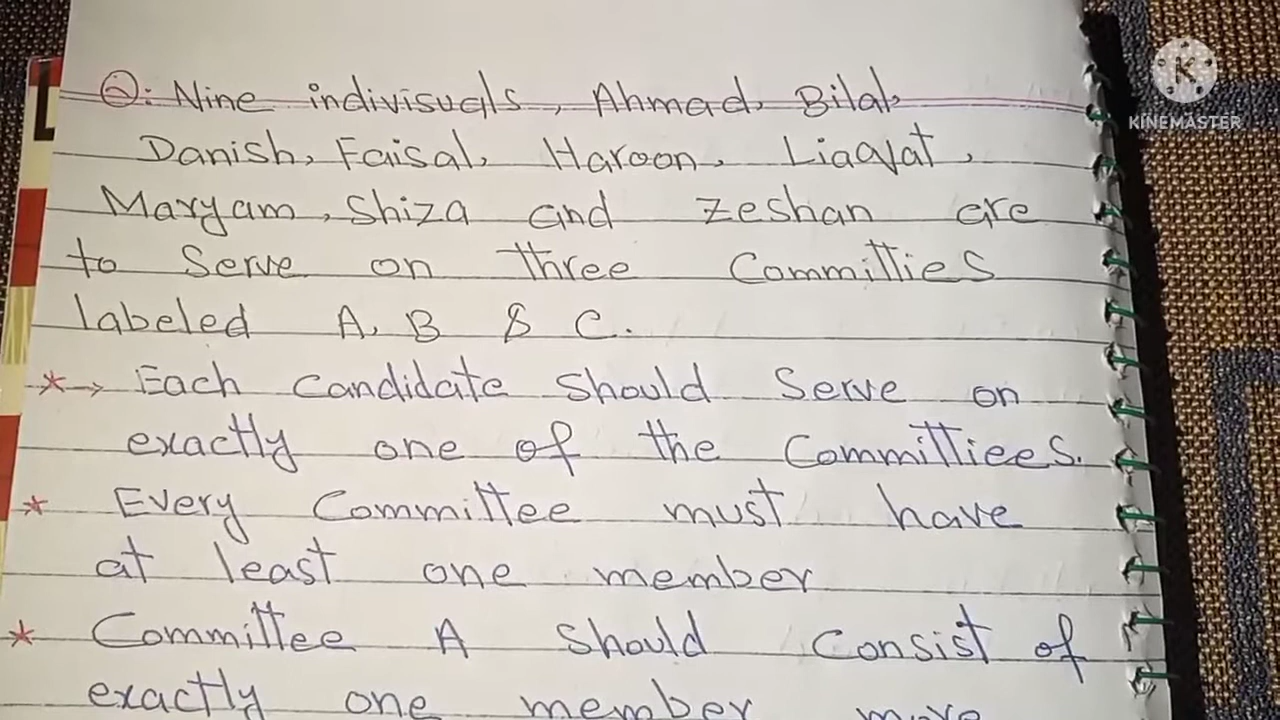 Q: Nine indivisuals, Ahmad, Bilal,
Danish, Faisal, Haroon, Liaqat,
Maryam, Shiza and Zeshan are
to Serve on three Committies
labeled A, B & C.
* → Each Candidate Should Serve on
exactly one of the Committiees.
* Every Committee must have
at least one member
* Committee A Should Consist of
exactly one member more
K
KINEMASTER